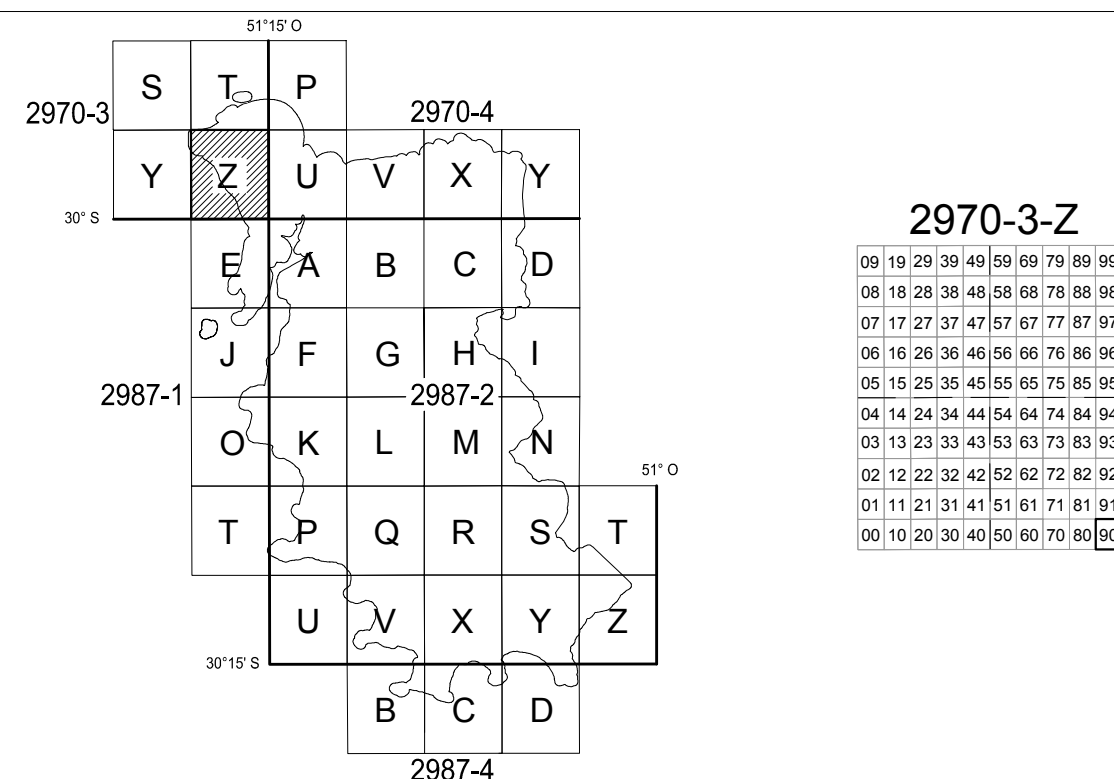 51°15' O
S T P
2970-3
2970-4
Y Z U V X Y
30° S
E A B C D
J F G H I
2987-1
2987-2
O K L M N
51° O
T P Q R S T
U V X Y Z
30°15' S
B C D
2987-4
2970-3-Z
09 19 29 39 49 59 69 79 89 99
08 18 28 38 48 58 68 78 88 98
07 17 27 37 47 57 67 77 87 97
06 16 26 36 46 56 66 76 86 96
05 15 25 35 45 55 65 75 85 95
04 14 24 34 44 54 64 74 84 94
03 13 23 33 43 53 63 73 83 93
02 12 22 32 42 52 62 72 82 92
01 11 21 31 41 51 61 71 81 91
00 10 20 30 40 50 60 70 80 90